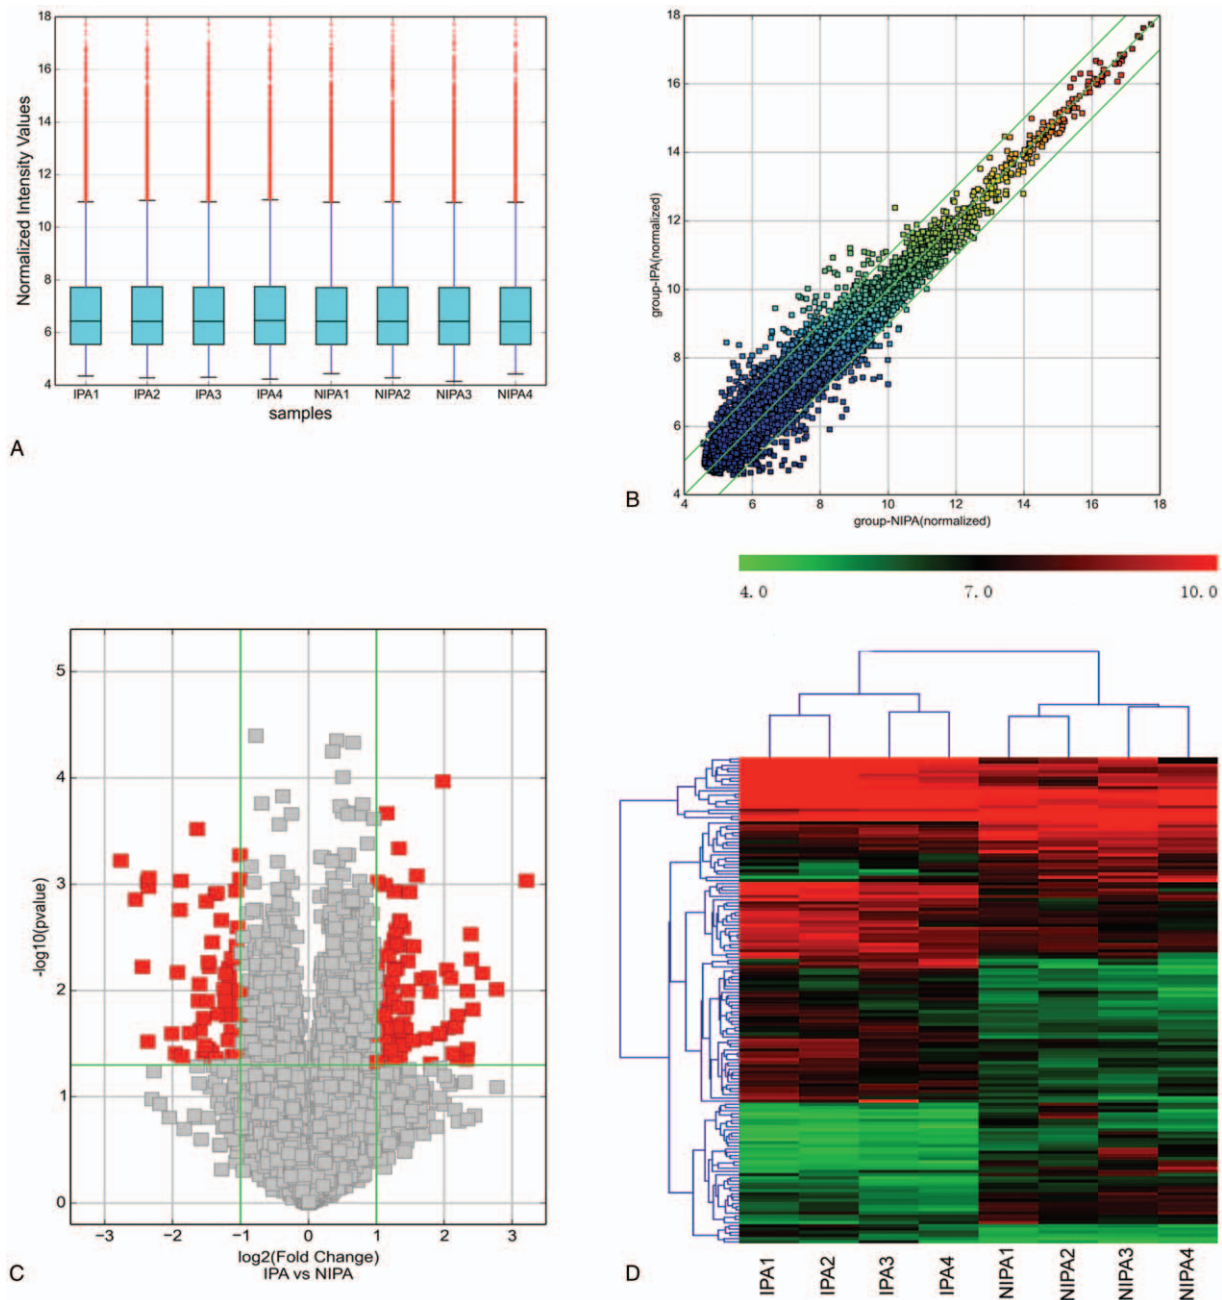 18
16
14
12
10
8
6
4
Normalized Intensity Values
IPA1 IPA2 IPA3 IPA4 NIPA1 NIPA2 NIPA3 NIPA4
samples
A
18
16
14
12
10
8
6
4
group-IPA(normalized)
4 6 8 10 12 14 16 18
group-NIPA(normalized)
B
5
4
3
2
1
0
-log10(pvalue)
−3 −2 −1 0 1 2 3
log2(Fold Change)
IPA vs NIPA
C
4.0 7.0 10.0
IPA1 IPA2 IPA3 IPA4 NIPA1 NIPA2 NIPA3 NIPA4
D